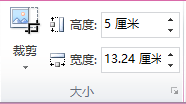 高度: 5 厘米
裁剪
宽度: 13.24 厘米
大小